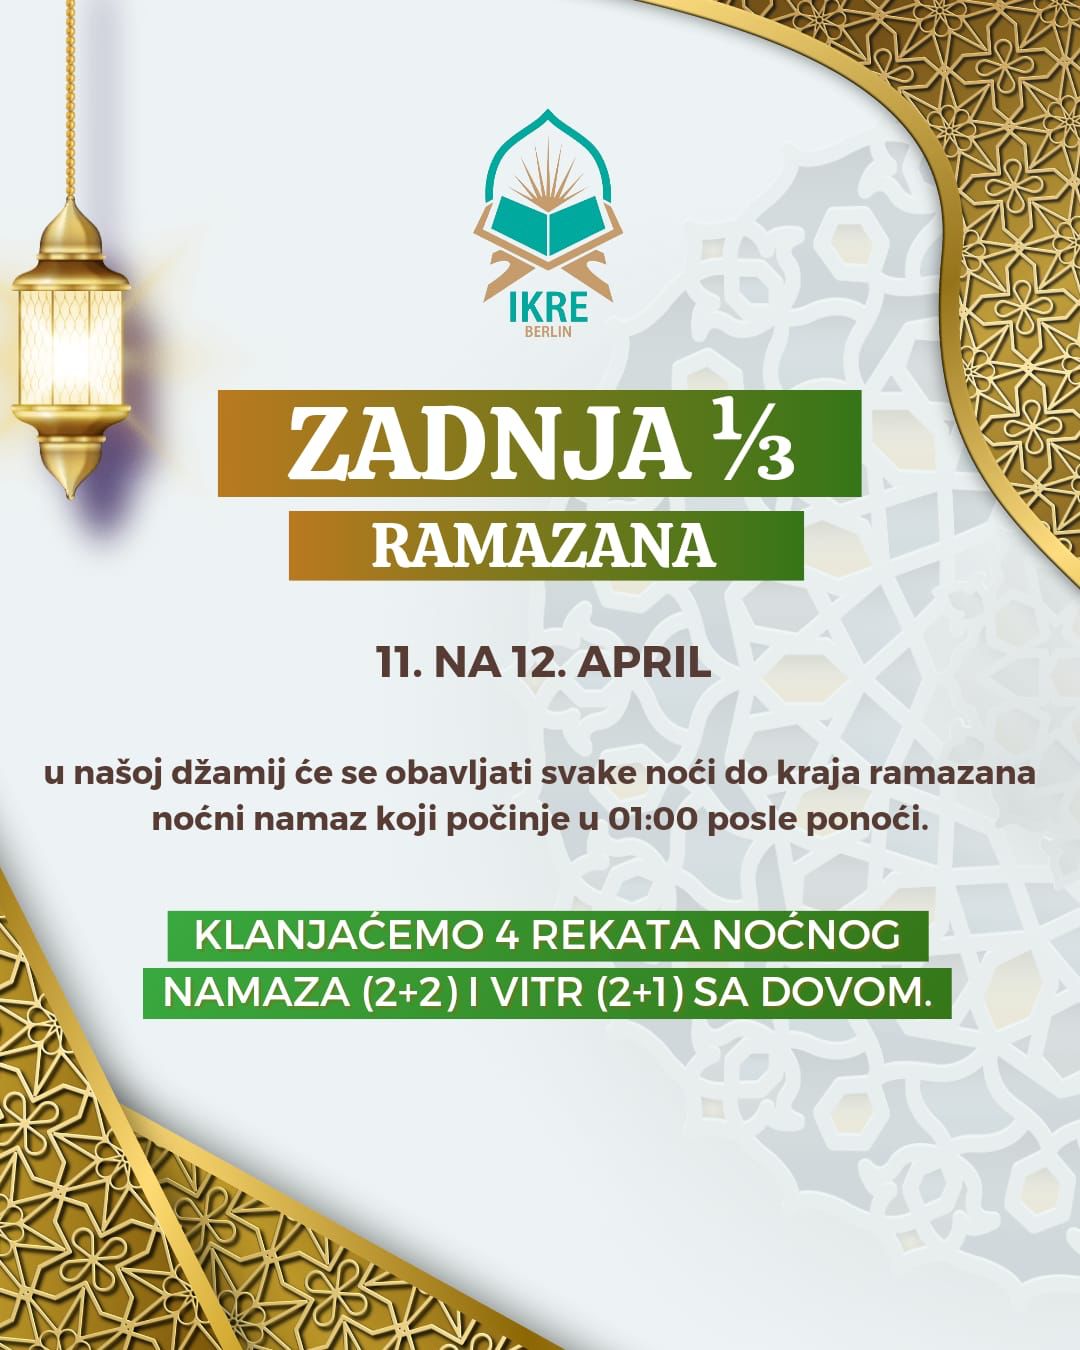 IKRE
BERLIN
ZADNJA ⅓
RAMAZANA
11. NA 12. APRIL
u našoj džamij će se obavljati svake noći do kraja ramazana
noćni namaz koji počinje u 01:00 posle ponoći.
KLANJAĆEMO 4 REKATA NOĆNOG
NAMAZA (2+2) I VITR (2+1) SA DOVOM.